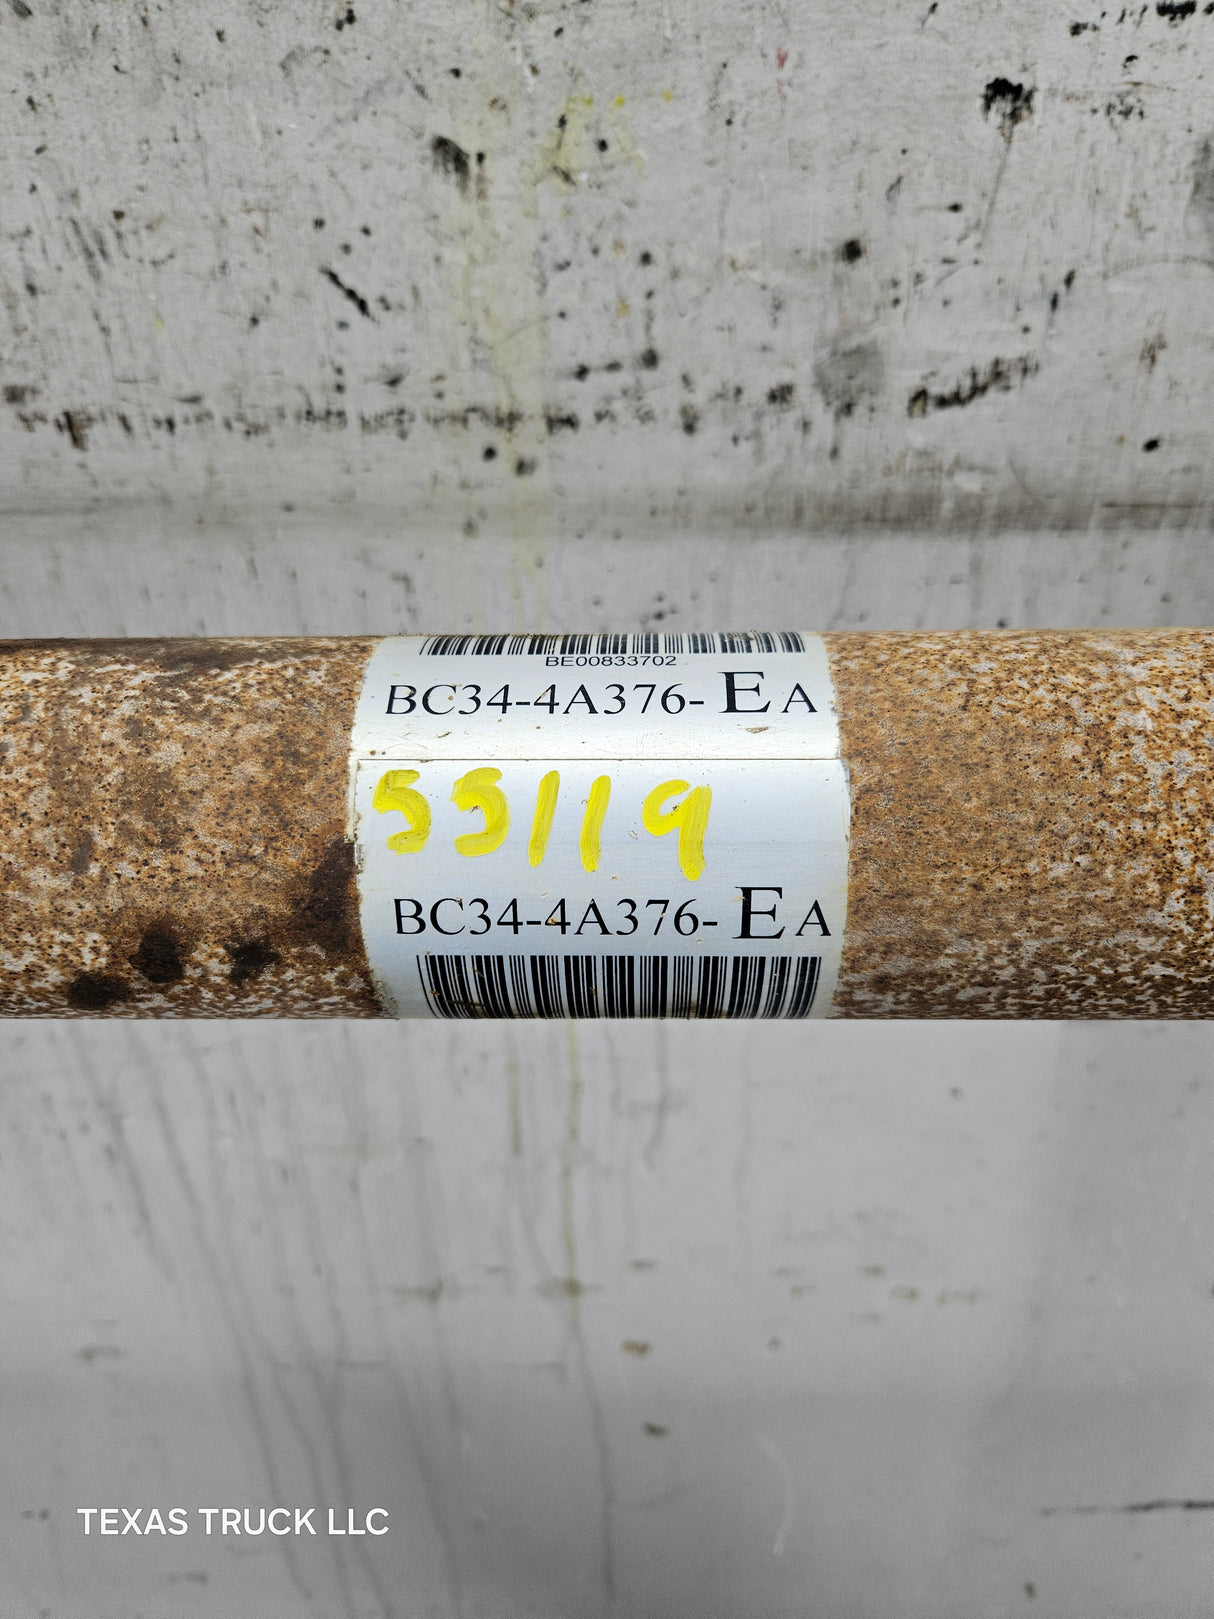 BE00833702
BC34-4A376-EA
55119
BC34-4A376-EA
TEXAS TRUCK LLC